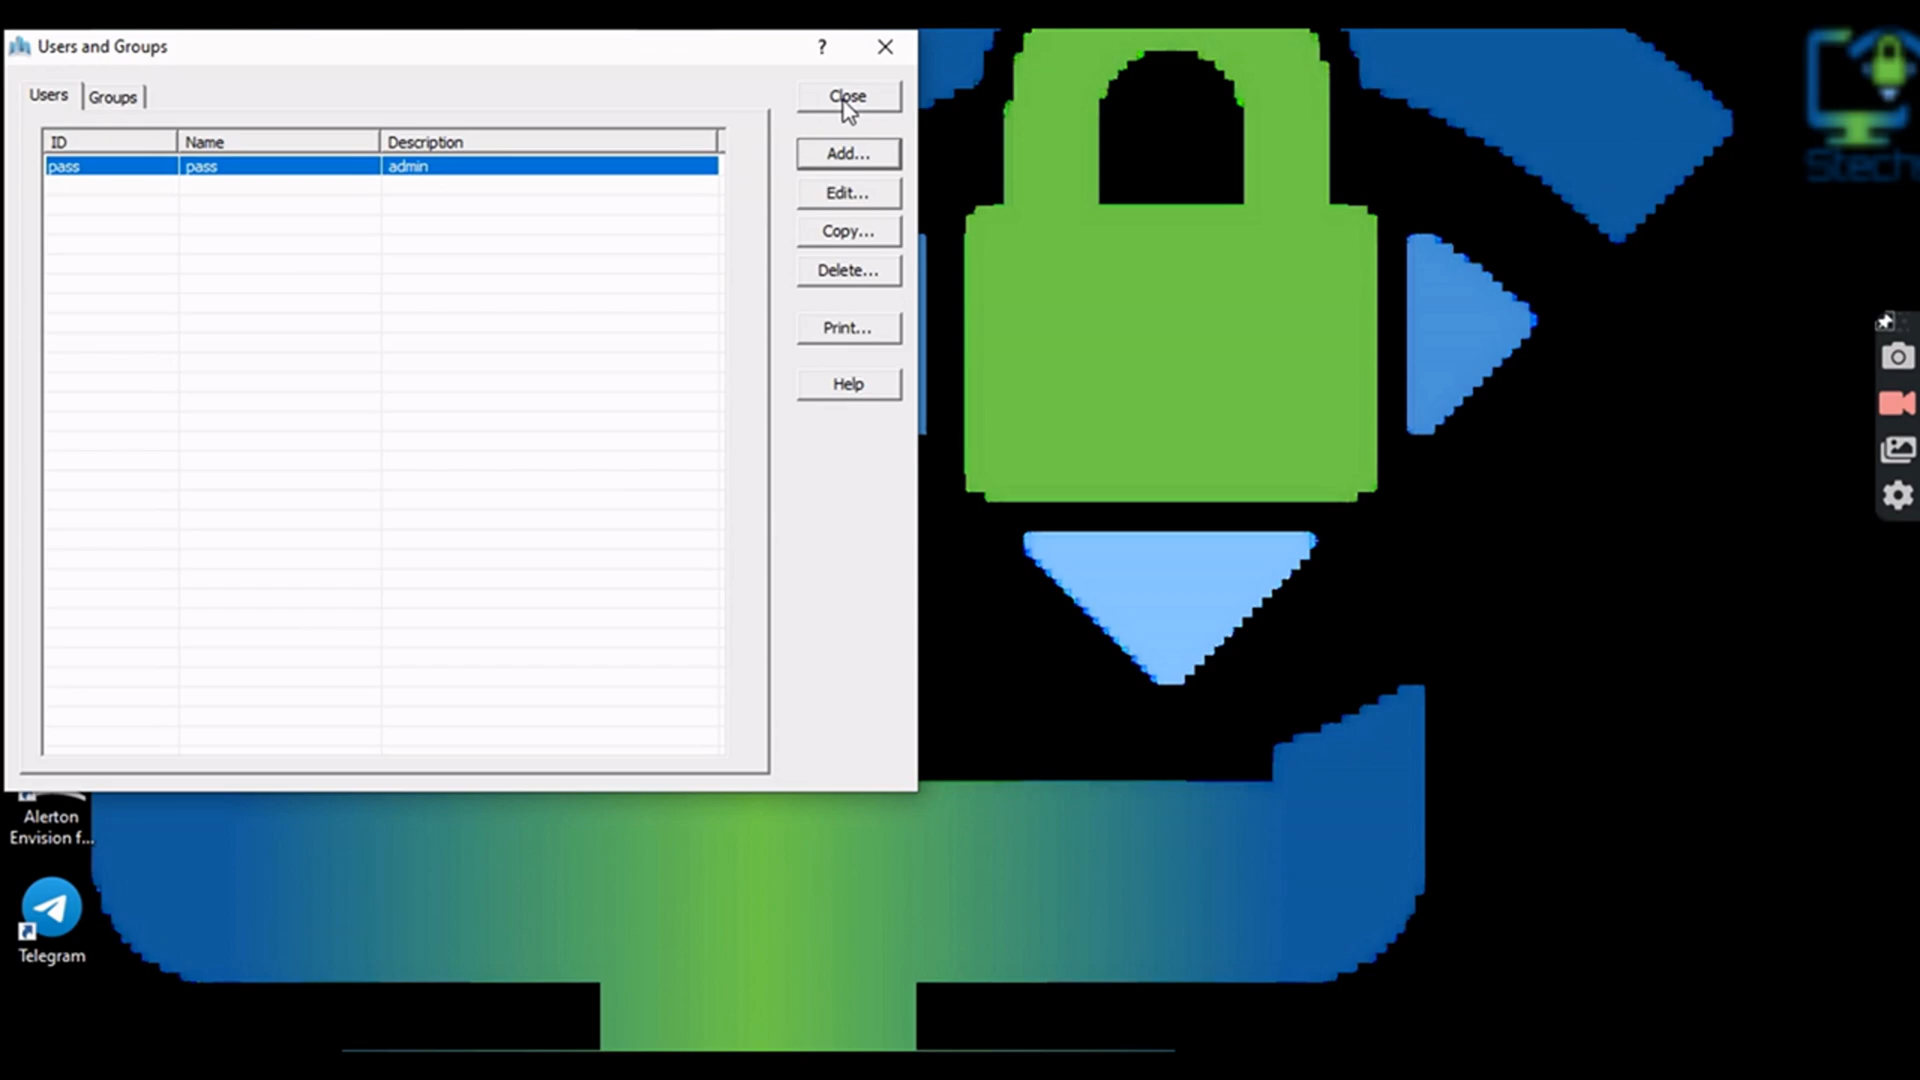 Users and Groups
?
Users
Groups
Close
ID
Name
Description
pass
pass
admin
Add...
Edit...
Copy...
Delete...
Print...
Help
Alerton
Envision f...
Telegram
Stech